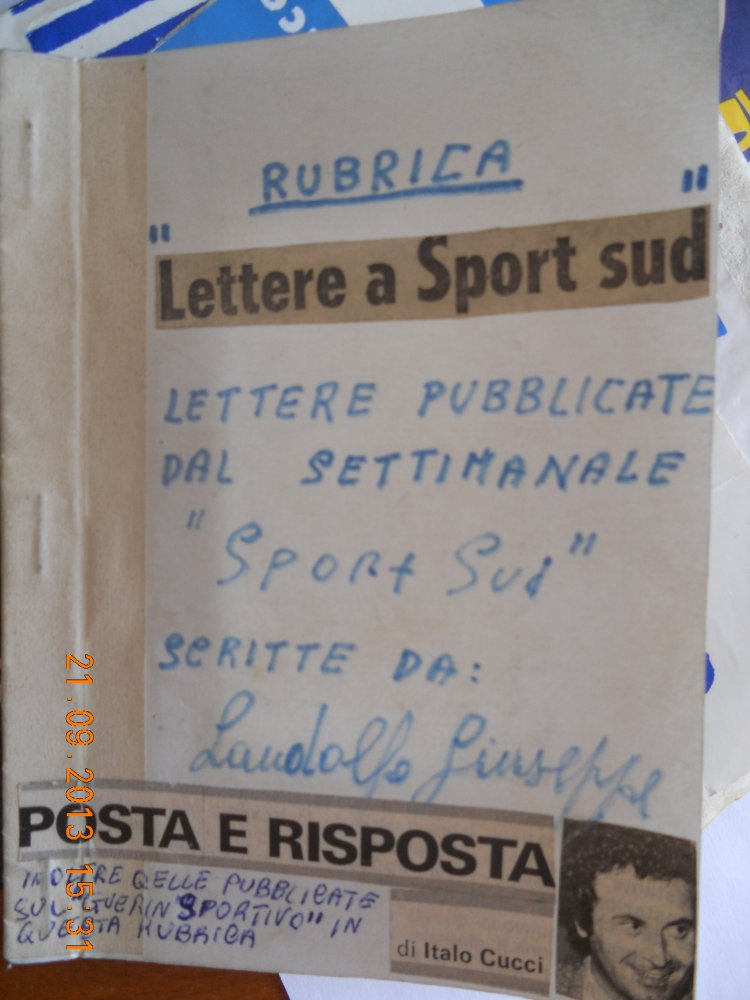 RUBRICA
" Lettere a Sport sud "
LETTERE PUBBLICATE
DAL SETTIMANALE
"Sport Sud"
SCRITTE DA:
Landolfo Giuseppe
POSTA E RISPOSTA
INOLTRE QELLE PUBBLICATE
SUL "GUERIN SPORTIVO" IN
QUESTA RUBRICA
di Italo Cucci
21.09.2013 15:31